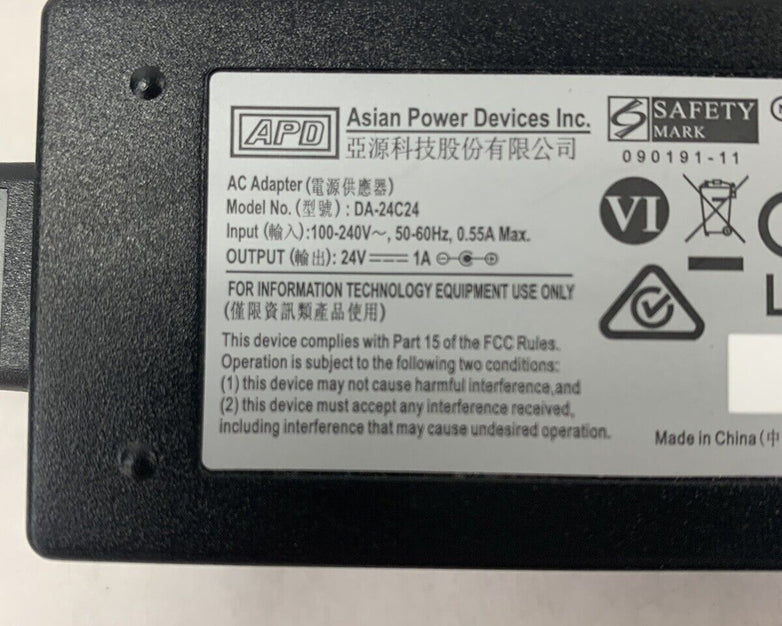 APD
Asian Power Devices Inc.
亞源科技股份有限公司
SAFETY
MARK
090191-11
AC Adapter (電源供應器)
Model No. (型號) : DA-24C24
Input (輸入):100-240V～, 50-60Hz, 0.55A Max.
OUTPUT (輸出): 24V 1A
VI
FOR INFORMATION TECHNOLOGY EQUIPMENT USE ONLY
(僅限資訊類產品使用)
This device complies with Part 15 of the FCC Rules.
Operation is subject to the following two conditions:
(1) this device may not cause harmful interference,and
(2) this device must accept any interference received,
including interference that may cause undesired operation.
Made in China (中